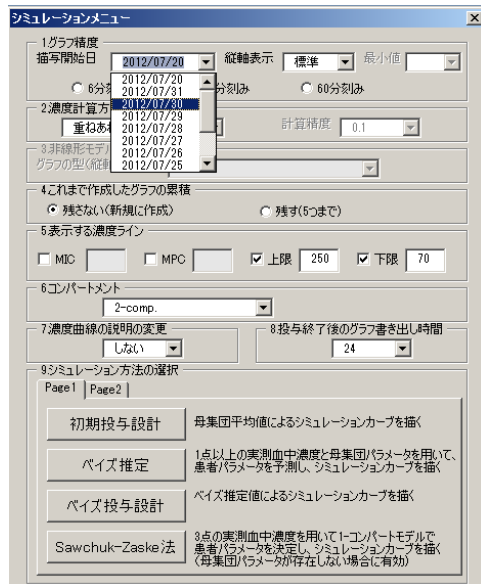 シミュレーションメニュー
1グラフ精度
描写開始日 2012/07/20 縦軸表示 標準 最小値
2012/07/20
2012/07/31
2012/07/30
2012/07/29
2012/07/28
2012/07/27
2012/07/26
2012/07/25
6分 分刻み 60分刻み
2.濃度計算方
重ねあわ 計算精度 0.1
3.非線形モデ
グラフの型(縦軸
4.これまで作成したグラフの累積
残さない(新規に作成) 残す(5つまで)
5.表示する濃度ライン
MIC MPC 上限 250 下限 70
6.コンパートメント
2-comp.
7.濃度曲線の説明の変更 8.投与終了後のグラフ書き出し時間
しない 24
9.シミュレーション方法の選択
Page1 Page2
初期投与設計 母集団平均値によるシミュレーションカーブを描く
ベイズ推定 1点以上の実測血中濃度と母集団パラメータを用いて、
患者パラメータを予測し、シミュレーションカーブを描く
ベイズ投与設計 ベイズ推定値によるシミュレーションカーブを描く
Sawchuk-Zaske法 3点の実測血中濃度を用いて1-コンパートモデルで
患者パラメータを決定し、シミュレーションカーブを描く
(母集団パラメータが存在しない場合に有効)